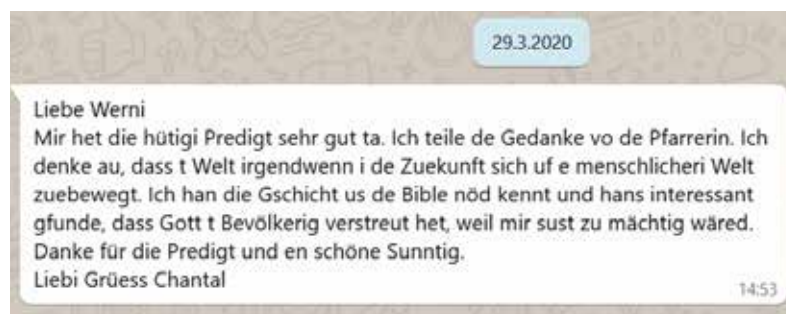 29.3.2020
Liebe Werni
Mir het die hütigi Predigt sehr gut ta. Ich teile de Gedanke vo de Pfarrerin. Ich
denke au, dass t Welt irgendwenn i de Zuekunft sich uf e menschlicheri Welt
zuebewegt. Ich han die Gschicht us de Bible nöd kennt und hans interessant
gfunde, dass Gott t Bevölkerig verstreut het, weil mir sust zu mächtig wäred.
Danke für die Predigt und en schöne Sunntig.
Liebi Grüess Chantal
14:53